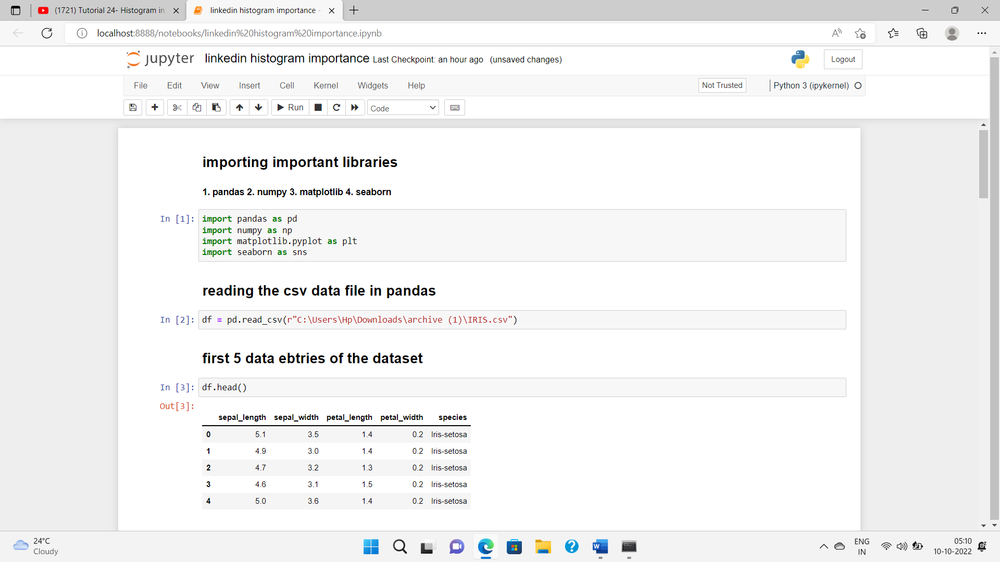 (1721) Tutorial 24- Histogram in
linkedin histogram importance -
localhost:8888/notebooks/linkedin%20histogram%20importance.ipynb
jupyter linkedin histogram importance Last Checkpoint: an hour ago (unsaved changes)
Logout
File Edit View Insert Cell Kernel Widgets Help
Not Trusted
Python 3 (ipykernel)
Run
Code
importing important libraries
1. pandas 2. numpy 3. matplotlib 4. seaborn
In [1]: import pandas as pd
import numpy as np
import matplotlib.pyplot as plt
import seaborn as sns
reading the csv data file in pandas
In [2]: df = pd.read_csv(r"C:\Users\Hp\Downloads\archive (1)\IRIS.csv")
first 5 data ebtries of the dataset
In [3]: df.head()
Out[3]:
sepal_length sepal_width petal_length petal_width species
0 5.1 3.5 1.4 0.2 Iris-setosa
1 4.9 3.0 1.4 0.2 Iris-setosa
2 4.7 3.2 1.3 0.2 Iris-setosa
3 4.6 3.1 1.5 0.2 Iris-setosa
4 5.0 3.6 1.4 0.2 Iris-setosa
24°C
Cloudy
ENG
IN
05:10
10-10-2022